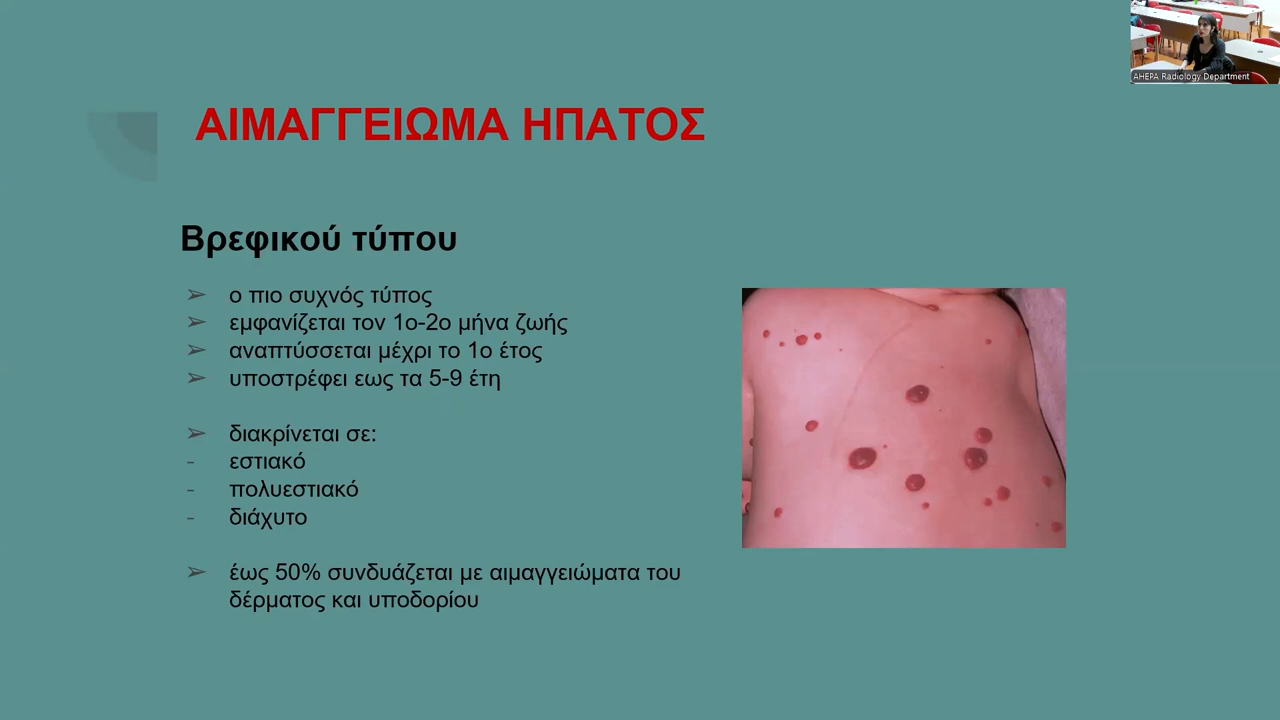 AHEPA Radiology Department
ΑΙΜΑΓΓΕΙΩΜΑ ΗΠΑΤΟΣ
Βρεφικού τύπου
➢ ο πιο συχνός τύπος
➢ εμφανίζεται τον 1ο-2ο μήνα ζωής
➢ αναπτύσσεται μέχρι το 1ο έτος
➢ υποστρέφει εως τα 5-9 έτη
➢ διακρίνεται σε:
- εστιακό
- πολυεστιακό
- διάχυτο
➢ έως 50% συνδυάζεται με αιμαγγειώματα του
δέρματος και υποδορίου